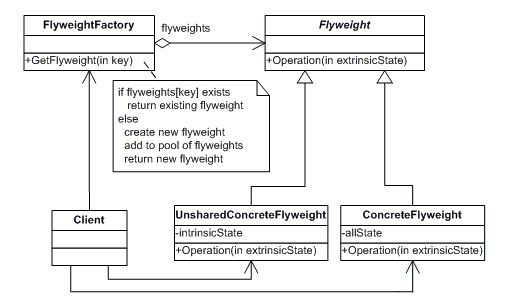 FlyweightFactory
flyweights
Flyweight
+GetFlyweight(in key)
+Operation(in extrinsicState)
if flyweights[key] exists
return existing flyweight
else
create new flyweight
add to pool of flyweights
return new flyweight
Client
UnsharedConcreteFlyweight
-intrinsicState
+Operation(in extrinsicState)
ConcreteFlyweight
-allState
+Operation(in extrinsicState)